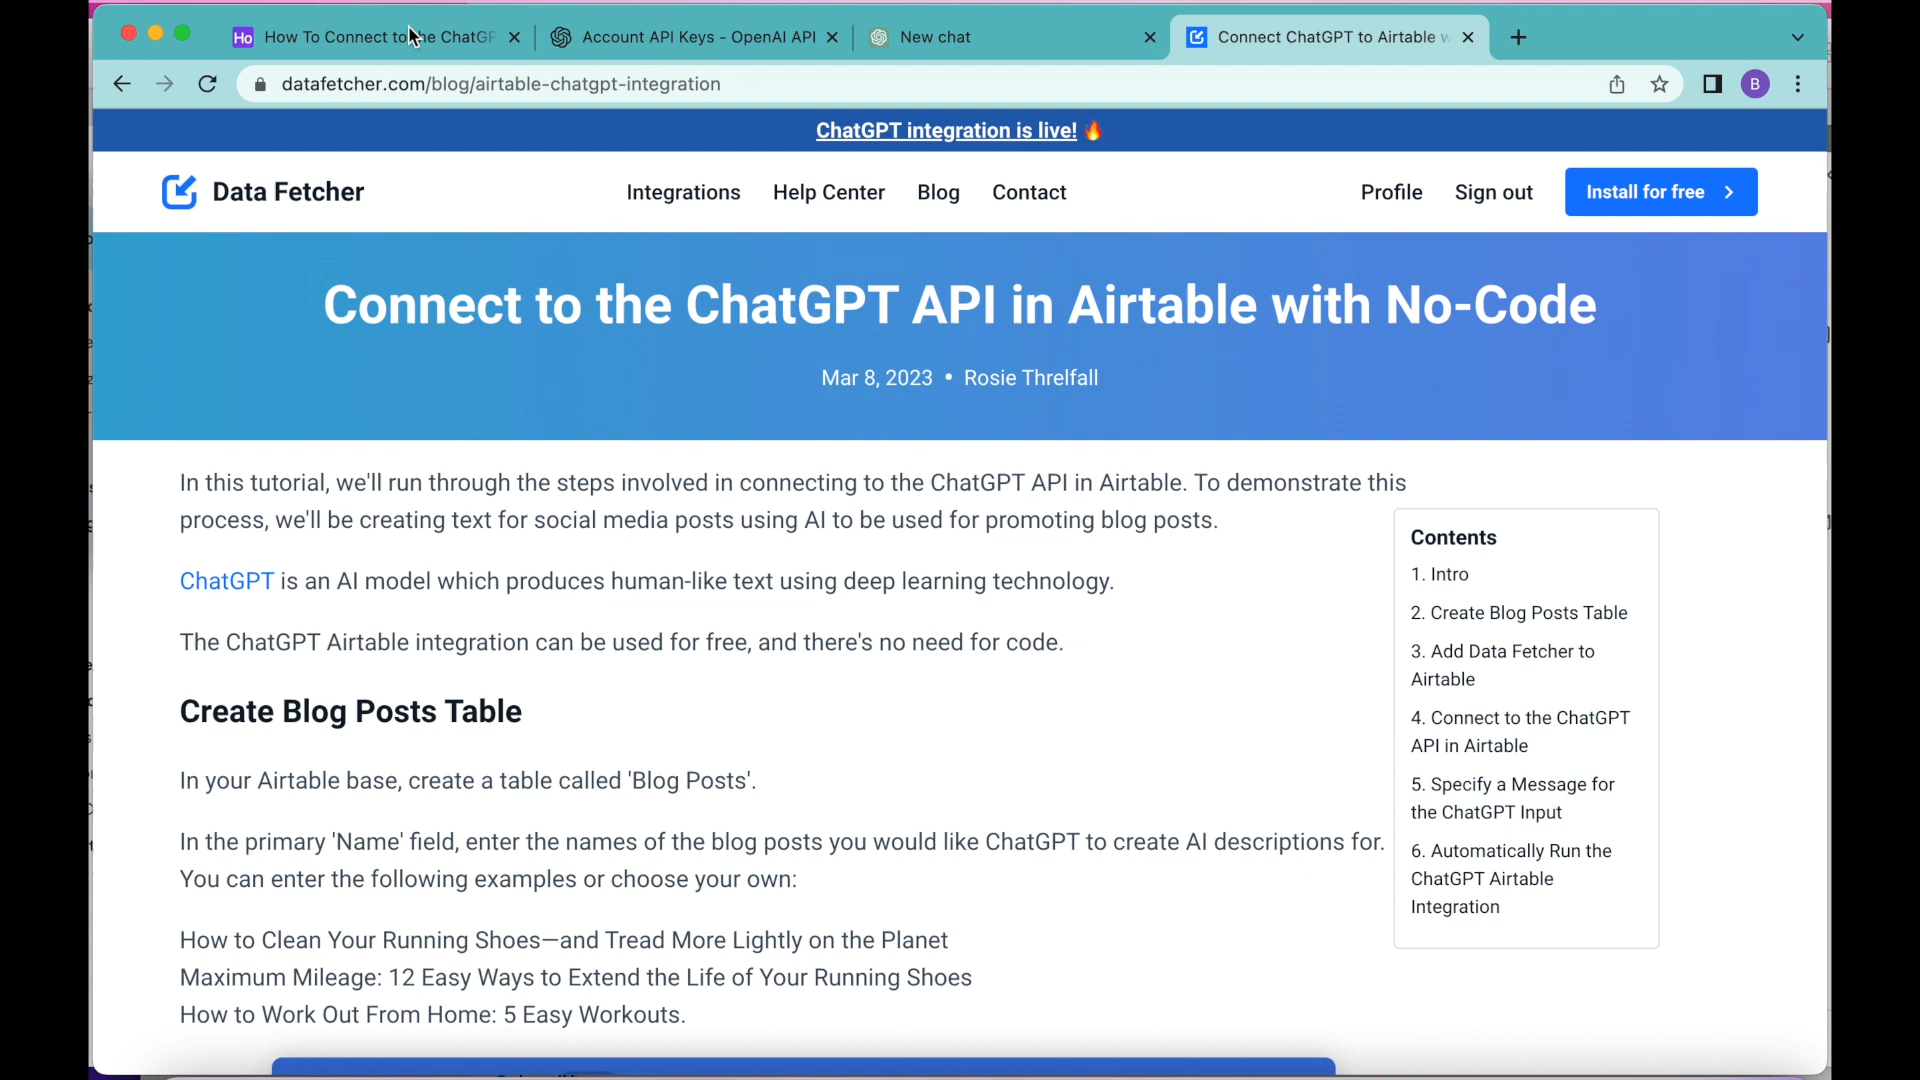 Ho How To Connect to the ChatGP
Account API Keys - OpenAI API
New chat
Connect ChatGPT to Airtable w
datafetcher.com/blog/airtable-chatgpt-integration
B
ChatGPT integration is live! 🔥
Data Fetcher
Integrations
Help Center
Blog
Contact
Profile
Sign out
Install for free
Connect to the ChatGPT API in Airtable with No-Code
Mar 8, 2023 • Rosie Threlfall
In this tutorial, we'll run through the steps involved in connecting to the ChatGPT API in Airtable. To demonstrate this
process, we'll be creating text for social media posts using AI to be used for promoting blog posts.
ChatGPT is an AI model which produces human-like text using deep learning technology.
The ChatGPT Airtable integration can be used for free, and there's no need for code.
Create Blog Posts Table
In your Airtable base, create a table called 'Blog Posts'.
In the primary 'Name' field, enter the names of the blog posts you would like ChatGPT to create AI descriptions for.
You can enter the following examples or choose your own:
How to Clean Your Running Shoes—and Tread More Lightly on the Planet
Maximum Mileage: 12 Easy Ways to Extend the Life of Your Running Shoes
How to Work Out From Home: 5 Easy Workouts.
Contents
1. Intro
2. Create Blog Posts Table
3. Add Data Fetcher to
Airtable
4. Connect to the ChatGPT
API in Airtable
5. Specify a Message for
the ChatGPT Input
6. Automatically Run the
ChatGPT Airtable
Integration